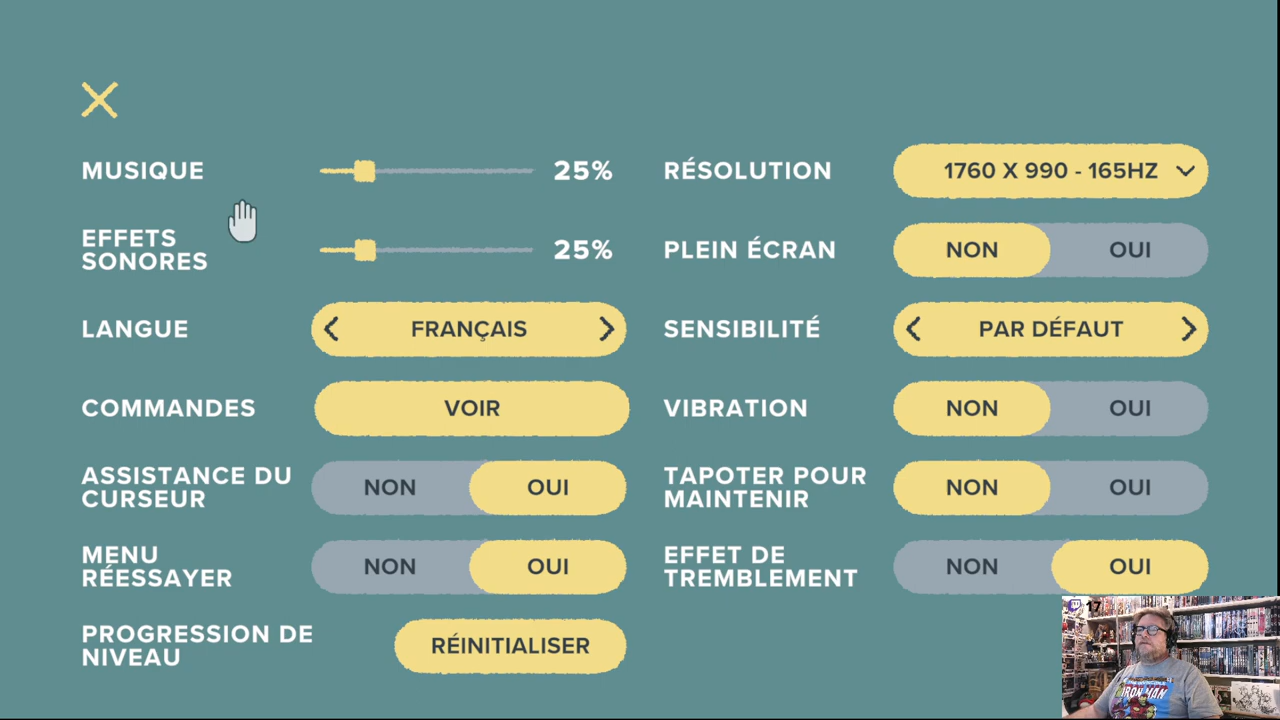 MUSIQUE
25%
EFFETS
SONORES
25%
LANGUE
FRANÇAIS
COMMANDES
VOIR
ASSISTANCE DU
CURSEUR
NON OUI
MENU
RÉESSAYER
NON OUI
PROGRESSION DE
NIVEAU
RÉINITIALISER
RÉSOLUTION
1760 X 990 - 165HZ
PLEIN ÉCRAN
NON OUI
SENSIBILITÉ
PAR DÉFAUT
VIBRATION
NON OUI
TAPOTER POUR
MAINTENIR
NON OUI
EFFET DE
TREMBLEMENT
NON OUI
17
IRON MAN